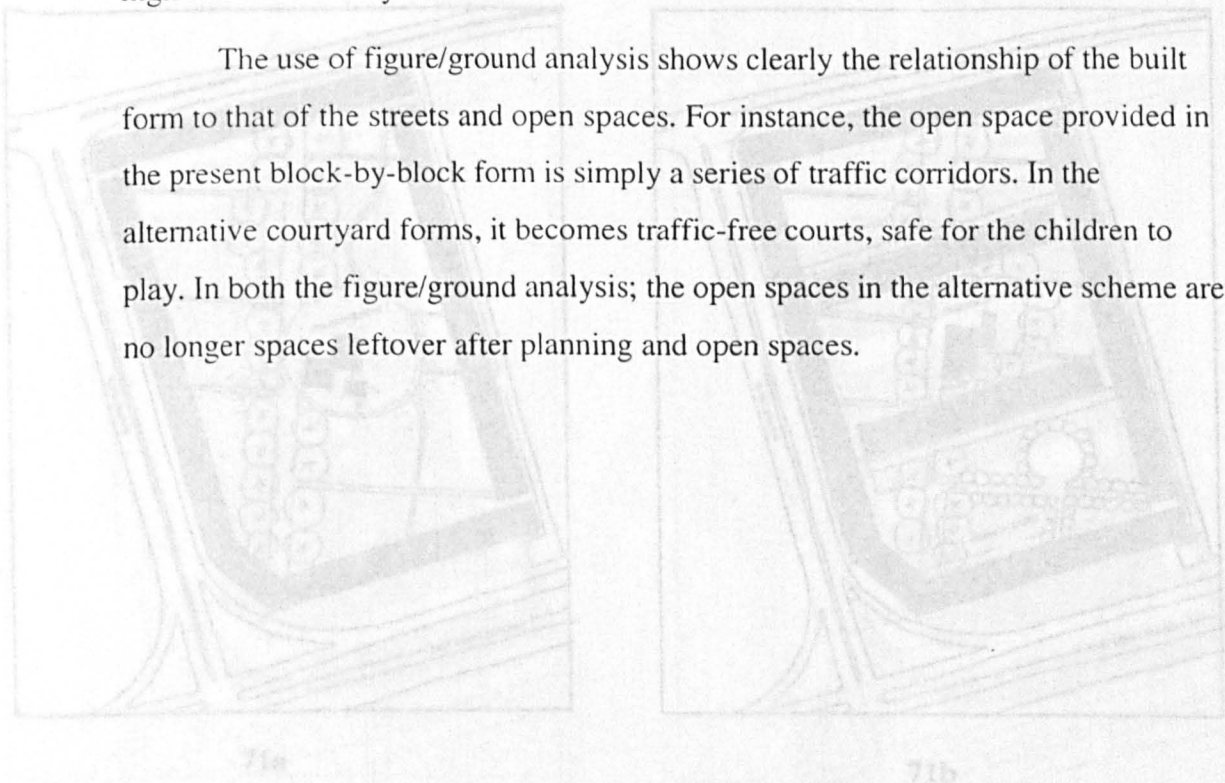 The use of figure/ground analysis shows clearly the relationship of the built
form to that of the streets and open spaces. For instance, the open space provided in
the present block-by-block form is simply a series of traffic corridors. In the
alternative courtyard forms, it becomes traffic-free courts, safe for the children to
play. In both the figure/ground analysis; the open spaces in the alternative scheme are
no longer spaces leftover after planning and open spaces.
71a
71b